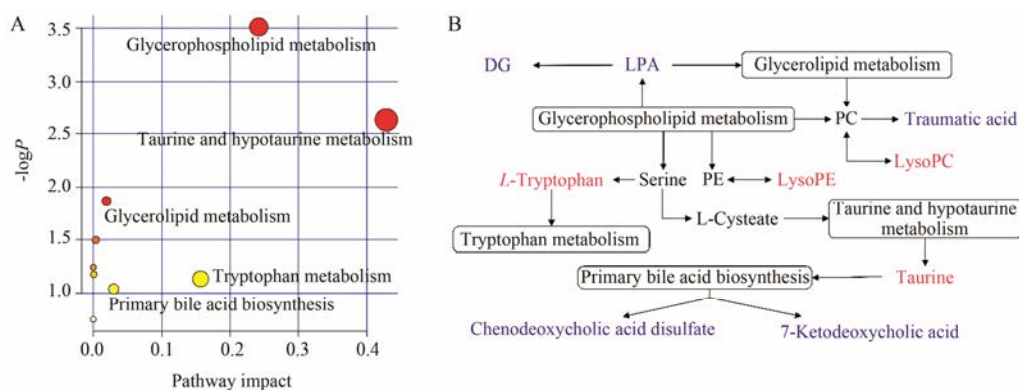 A
3.5
3.0
2.5
2.0
1.5
1.0
-logP
Glycerophospholipid metabolism
Taurine and hypotaurine metabolism
Glycerolipid metabolism
Tryptophan metabolism
Primary bile acid biosynthesis
0.0 0.1 0.2 0.3 0.4
Pathway impact
B
DG LPA Glycerolipid metabolism
Glycerophospholipid metabolism PC Traumatic acid
LysoPC
L-Tryptophan Serine PE LysoPE
L-Cysteate Taurine and hypotaurine
metabolism
Tryptophan metabolism
Primary bile acid biosynthesis Taurine
Chenodeoxycholic acid disulfate 7-Ketodeoxycholic acid